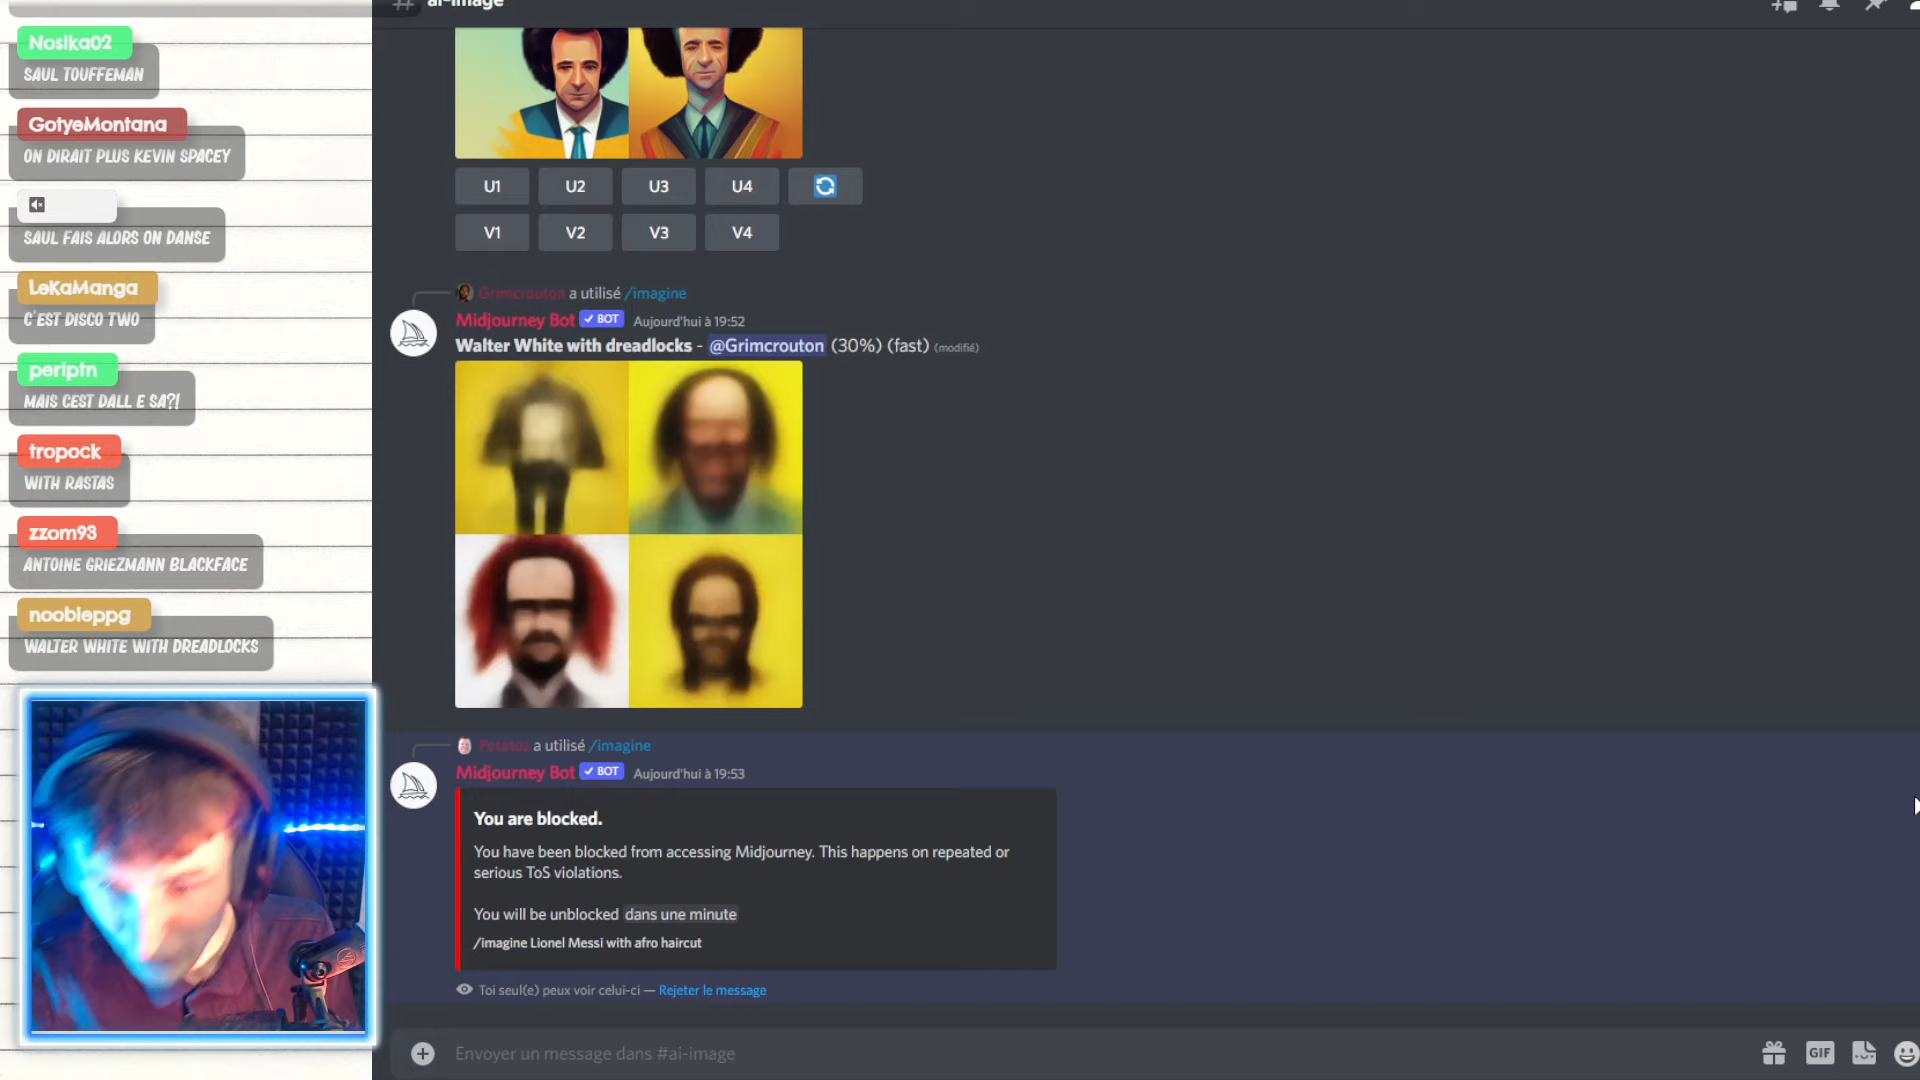 Nosika02
SAUL TOUFFEMAN
GotyeMontana
ON DIRAIT PLUS KEVIN SPACEY
SAUL FAIS ALORS ON DANSE
LeKaManga
C'EST DISCO TWO
periptn
MAIS CEST DALL E SA?!
tropock
WITH RASTAS
zzom93
ANTOINE GRIEZMANN BLACKFACE
noobieppg
WALTER WHITE WITH DREADLOCKS
# ai-image
U1 U2 U3 U4
V1 V2 V3 V4
Grimcrouton a utilisé /imagine
Midjourney Bot ✔ BOT Aujourd'hui à 19:52
Walter White with dreadlocks - @Grimcrouton (30%) (fast) (modifié)
Potatoz a utilisé /imagine
Midjourney Bot ✔ BOT Aujourd'hui à 19:53
You are blocked.
You have been blocked from accessing Midjourney. This happens on repeated or
serious ToS violations.
You will be unblocked dans une minute
/imagine Lionel Messi with afro haircut
Toi seul(e) peux voir celui-ci — Rejeter le message
Envoyer un message dans #ai-image
GIF